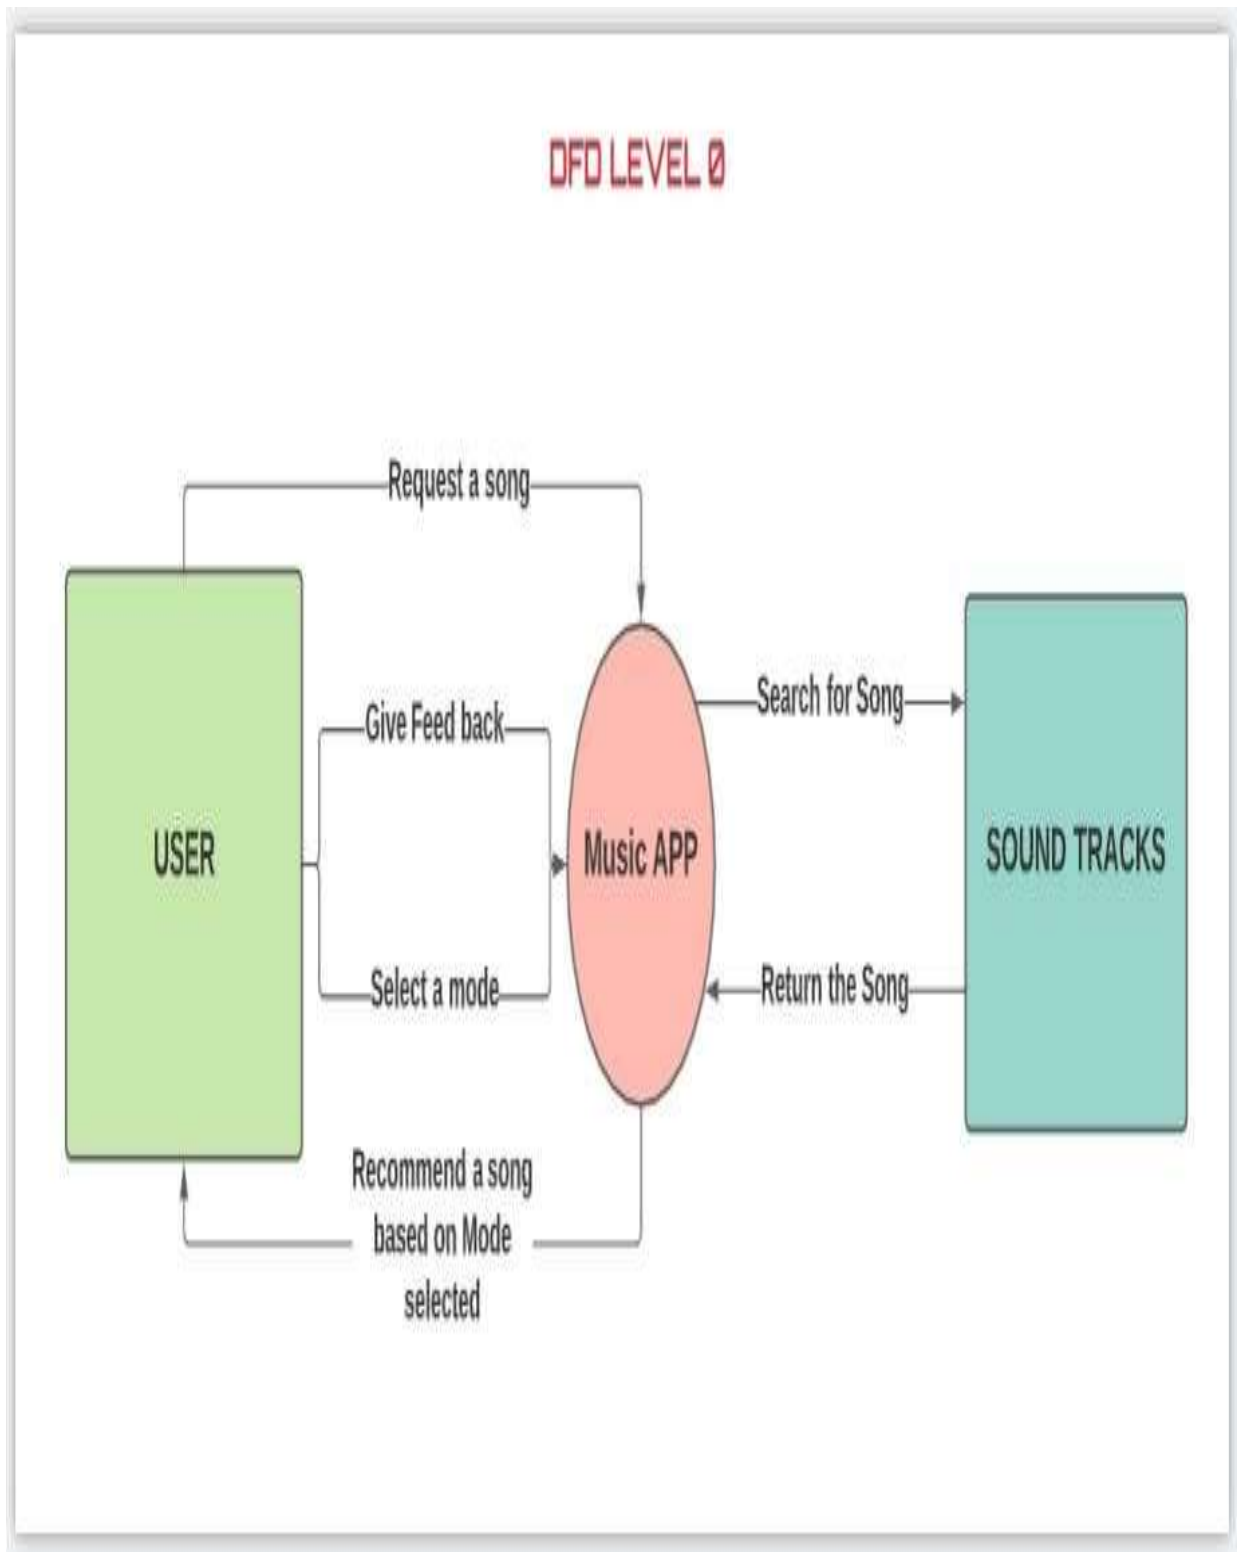 DFD LEVEL 0
Request a song
Give Feed back
Search for Song
USER
Music APP
SOUND TRACKS
Select a mode
Return the Song
Recommend a song
based on Mode
selected